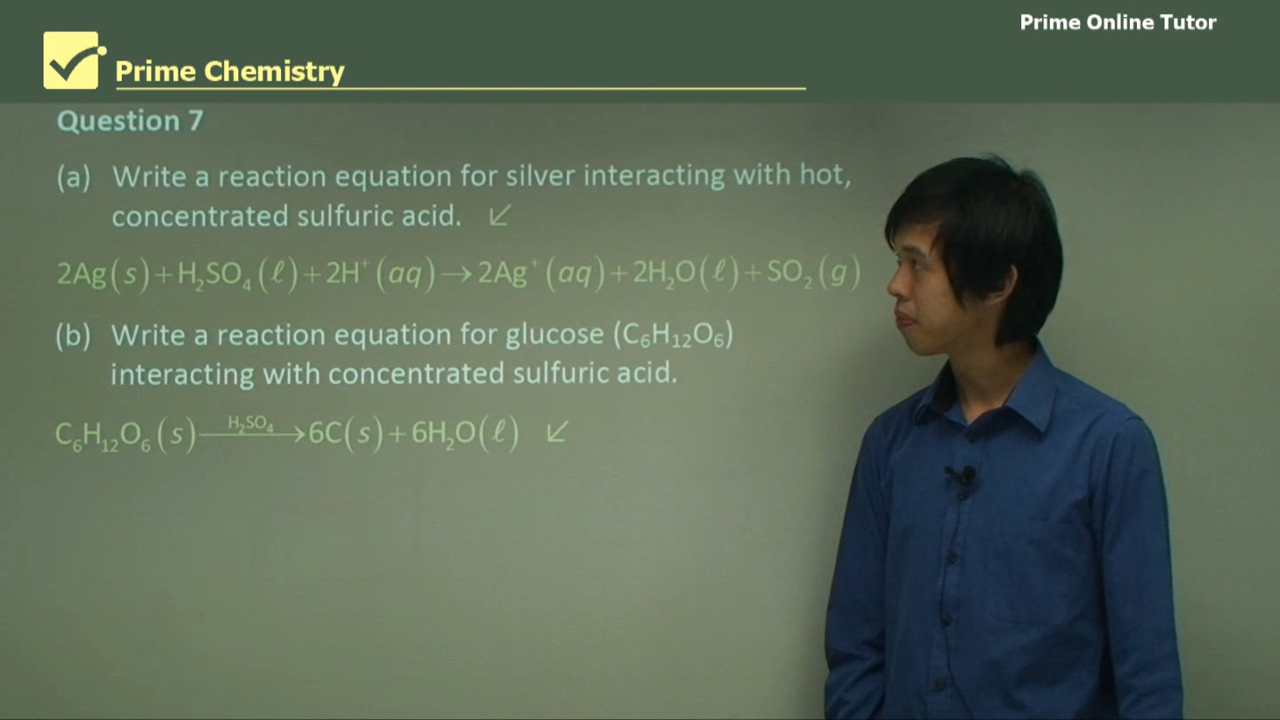 Prime Online Tutor
Prime Chemistry
Question 7
(a) Write a reaction equation for silver interacting with hot,
concentrated sulfuric acid. ↙
2Ag(s)+H₂SO₄(ℓ)+2H⁺(aq)→2Ag⁺(aq)+2H₂O(ℓ)+SO₂(g)
(b) Write a reaction equation for glucose (C₆H₁₂O₆)
interacting with concentrated sulfuric acid.
H₂SO₄
C₆H₁₂O₆(s)→6C(s)+6H₂O(ℓ) ↙